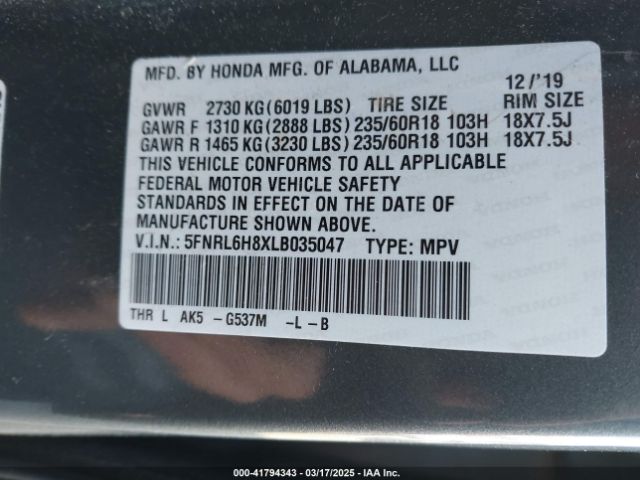 MFD. BY HONDA MFG. OF ALABAMA, LLC
12/'19
GVWR 2730 KG(6019 LBS) TIRE SIZE RIM SIZE
GAWR F 1310 KG(2888 LBS) 235/60R18 103H 18X7.5J
GAWR R 1465 KG(3230 LBS) 235/60R18 103H 18X7.5J
THIS VEHICLE CONFORMS TO ALL APPLICABLE
FEDERAL MOTOR VEHICLE SAFETY
STANDARDS IN EFFECT ON THE DATE OF
MANUFACTURE SHOWN ABOVE.
V.I.N.: 5FNRL6H8XLB035047 TYPE: MPV
THR L AK5 -G537M -L-B
000-41794343 - 03/17/2025 - IAA Inc.